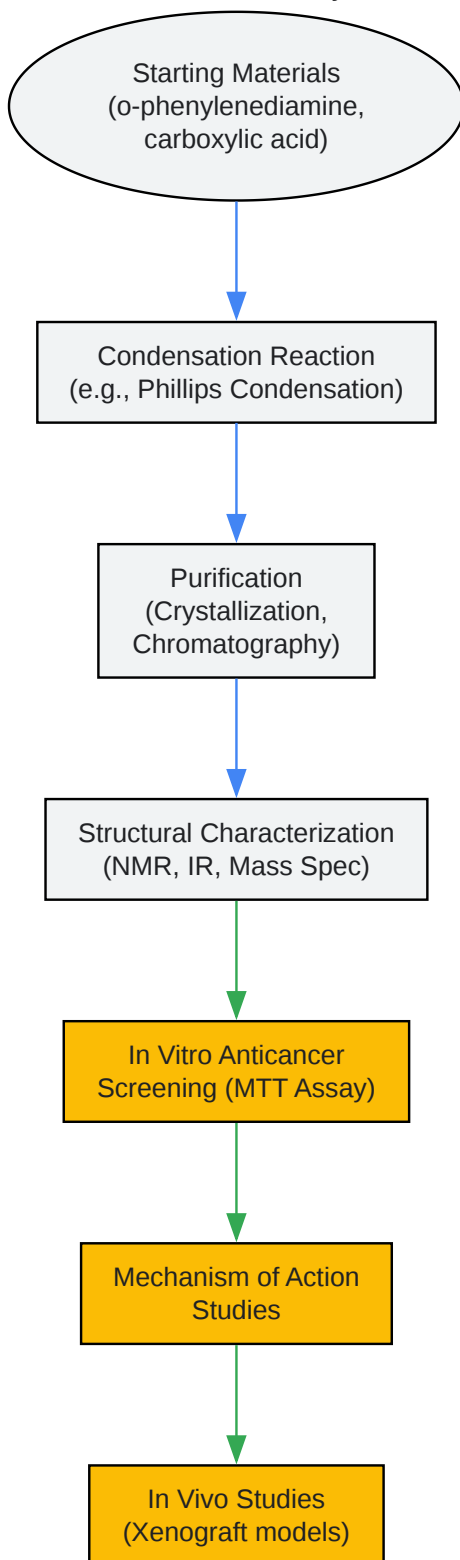 Starting Materials
(o-phenylenediamine,
carboxylic acid)
Condensation Reaction
(e.g., Phillips Condensation)
Purification
(Crystallization,
Chromatography)
Structural Characterization
(NMR, IR, Mass Spec)
In Vitro Anticancer
Screening (MTT Assay)
Mechanism of Action
Studies
In Vivo Studies
(Xenograft models)